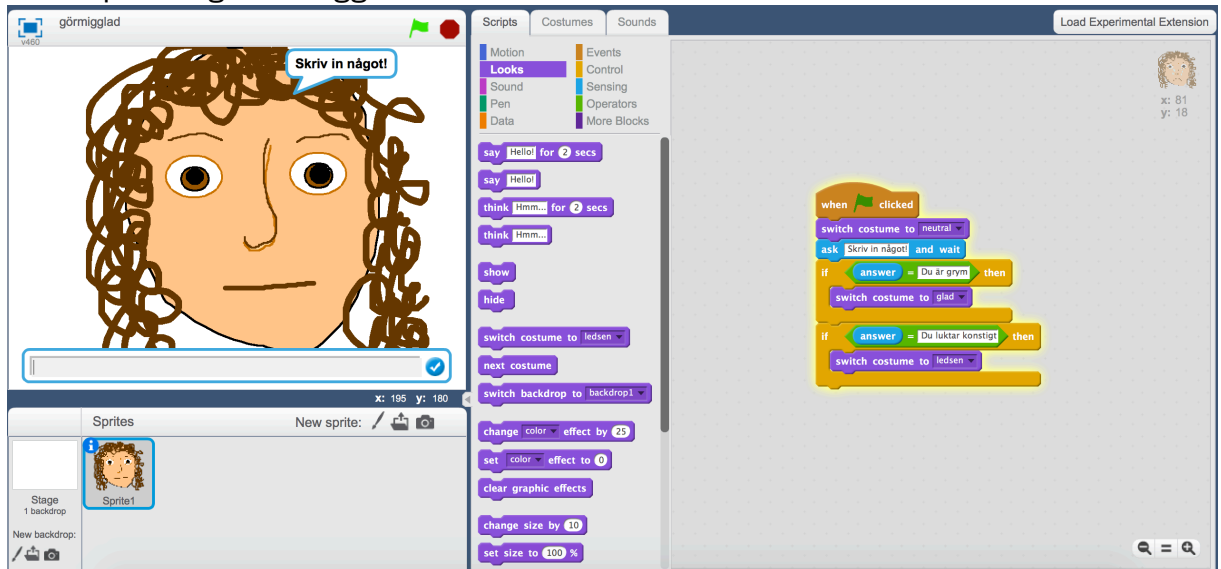 görmigglad
v460
Skriv in något!
x: 195 y: 180
Sprites
New sprite:
Stage
1 backdrop
New backdrop:
Sprite1
Scripts
Costumes
Sounds
Load Experimental Extension
Motion
Looks
Sound
Pen
Data
Events
Control
Sensing
Operators
More Blocks
say Hello! for 2 secs
say Hello!
think Hmm... for 2 secs
think Hmm...
show
hide
switch costume to ledsen
next costume
switch backdrop to backdrop1
change color effect by 25
set color effect to 0
clear graphic effects
change size by 10
set size to 100 %
x: 81
y: 18
when clicked
switch costume to neutral
ask Skriv in något! and wait
if answer = Du är grym then
switch costume to glad
if answer = Du luktar konstigt then
switch costume to ledsen